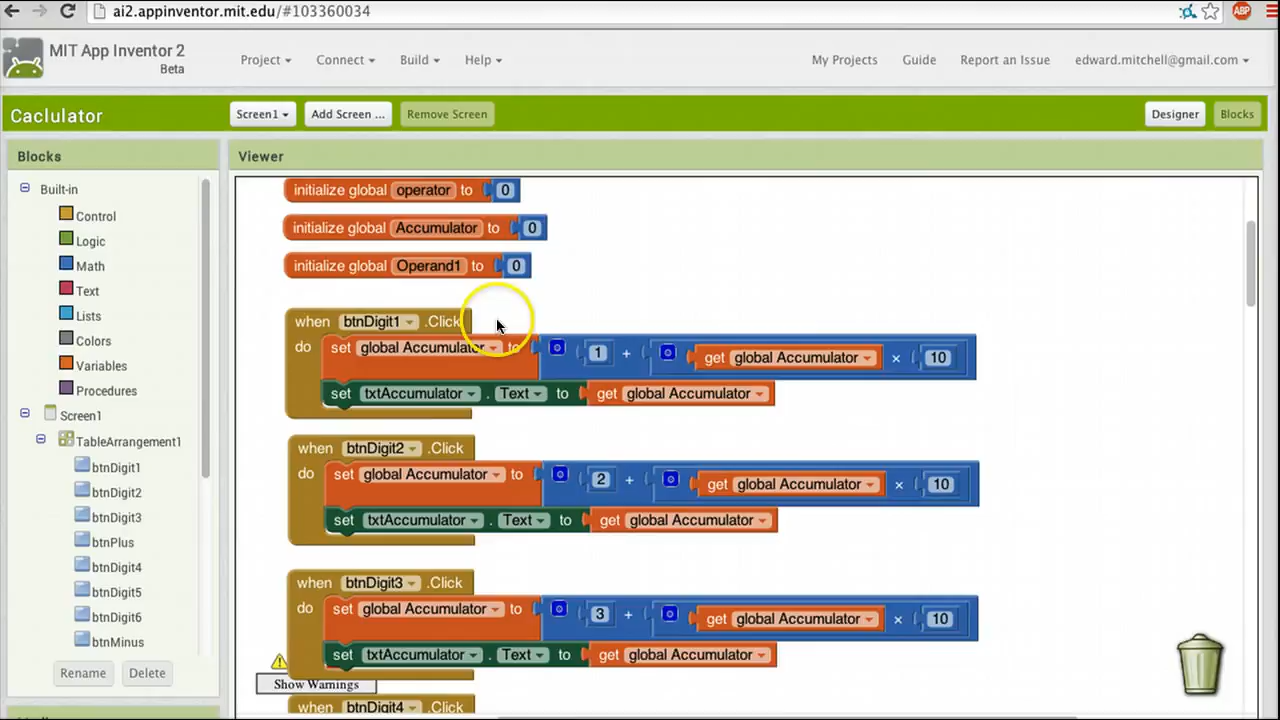 ai2.appinventor.mit.edu/#103360034
ABP
MIT App Inventor 2
Beta
Project Connect Build Help My Projects Guide Report an Issue edward.mitchell@gmail.com
Caclulator Screen1 Add Screen ... Remove Screen Designer Blocks
Blocks
Viewer
Built-in
Control
Logic
Math
Text
Lists
Colors
Variables
Procedures
Screen1
TableArrangement1
btnDigit1
btnDigit2
btnDigit3
btnPlus
btnDigit4
btnDigit5
btnDigit6
btnMinus
Rename Delete
initialize global operator to 0
initialize global Accumulator to 0
initialize global Operand1 to 0
when btnDigit1 .Click
do set global Accumulator to 1 + get global Accumulator × 10
set txtAccumulator . Text to get global Accumulator
when btnDigit2 .Click
do set global Accumulator to 2 + get global Accumulator × 10
set txtAccumulator . Text to get global Accumulator
when btnDigit3 .Click
do set global Accumulator to 3 + get global Accumulator × 10
set txtAccumulator . Text to get global Accumulator
Show Warnings
when btnDigit4 .Click